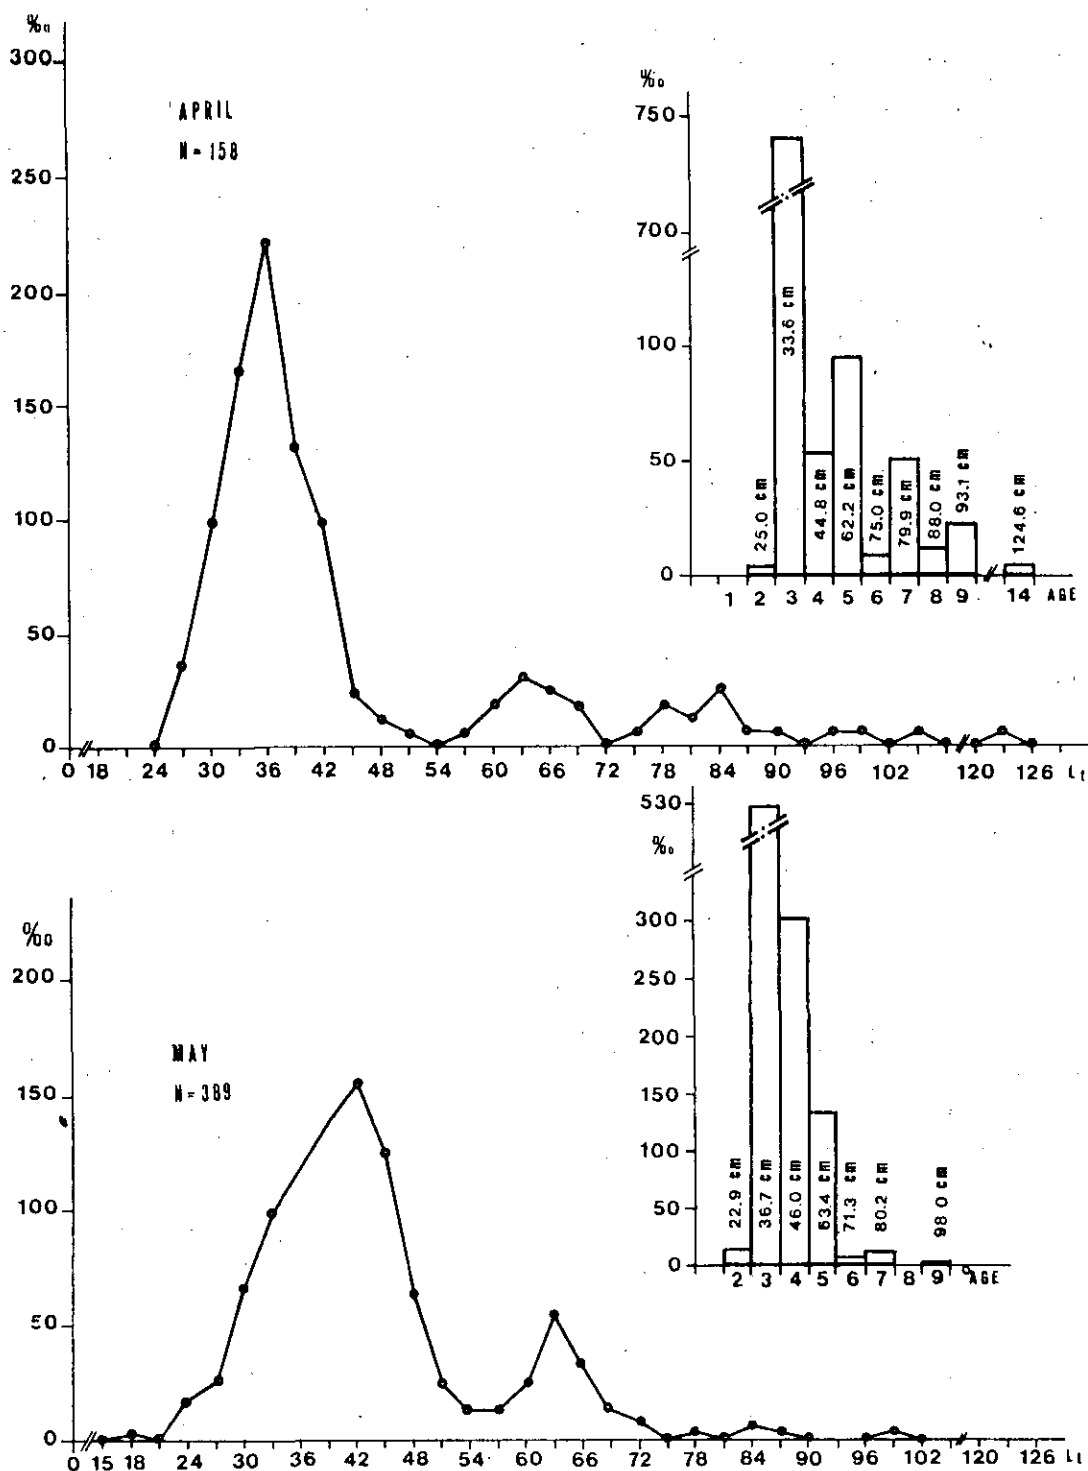 ‰
300
250
200
150
100
50
0
APRIL
N=158
0 18 24 30 36 42 48 54 60 66 72 78 84 90 96 102 120 126 Lt
‰
750
700
100
50
0
25.0 cm
33.6 cm
44.8 cm
62.2 cm
75.0 cm
79.9 cm
88.0 cm
93.1 cm
124.6 cm
1 2 3 4 5 6 7 8 9 14 AGE
‰
200
150
100
50
0
MAY
N=389
0 15 18 24 30 36 42 48 54 60 66 72 78 84 90 96 102 120 126 Lt
530
‰
300
250
200
150
100
50
0
22.9 cm
36.7 cm
46.0 cm
63.4 cm
71.3 cm
80.2 cm
98.0 cm
2 3 4 5 6 7 8 9 AGE